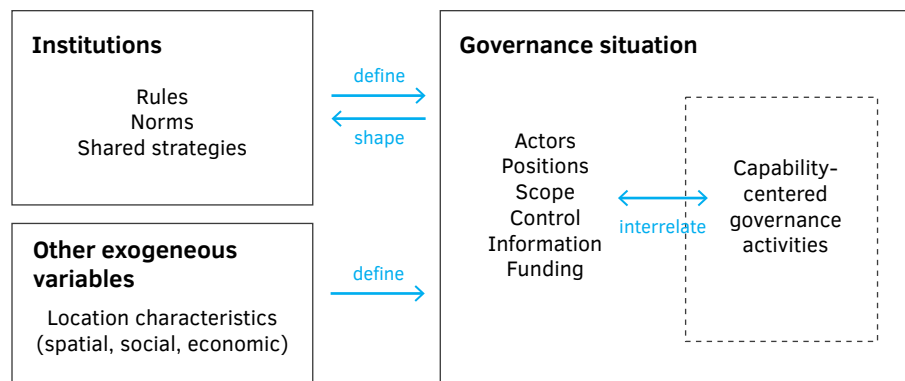 Institutions
Rules
Norms
Shared strategies
define
shape
Other exogeneous
variables
Location characteristics
(spatial, social, economic)
define
Governance situation
Actors
Positions
Scope
Control
Information
Funding
interrelate
Capability-
centered
governance
activities